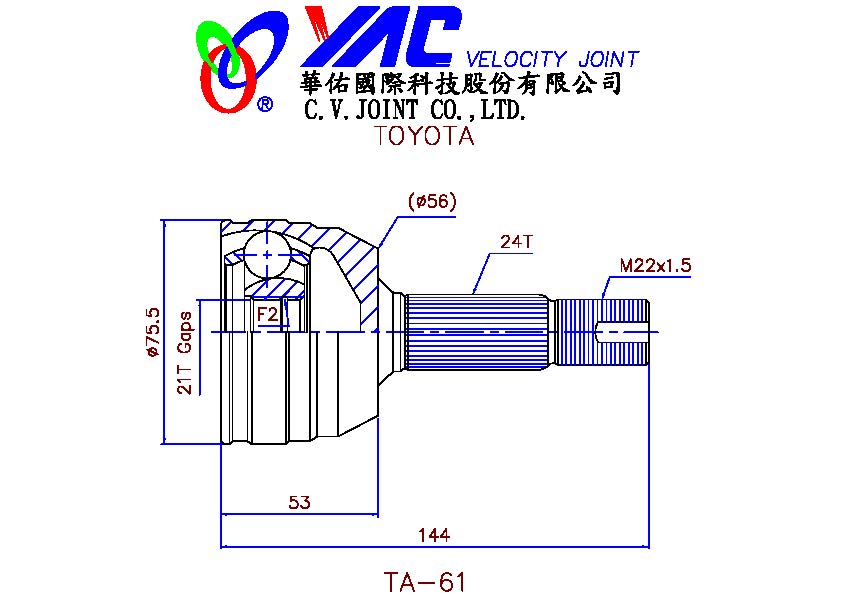 YAC VELOCITY JOINT
華佑國際科技股份有限公司
®
C.V.JOINT CO.,LTD.
TOYOTA
(ø56)
24T
M22x1.5
ø75.5
21T Gaps
F2
53
144
TA-61